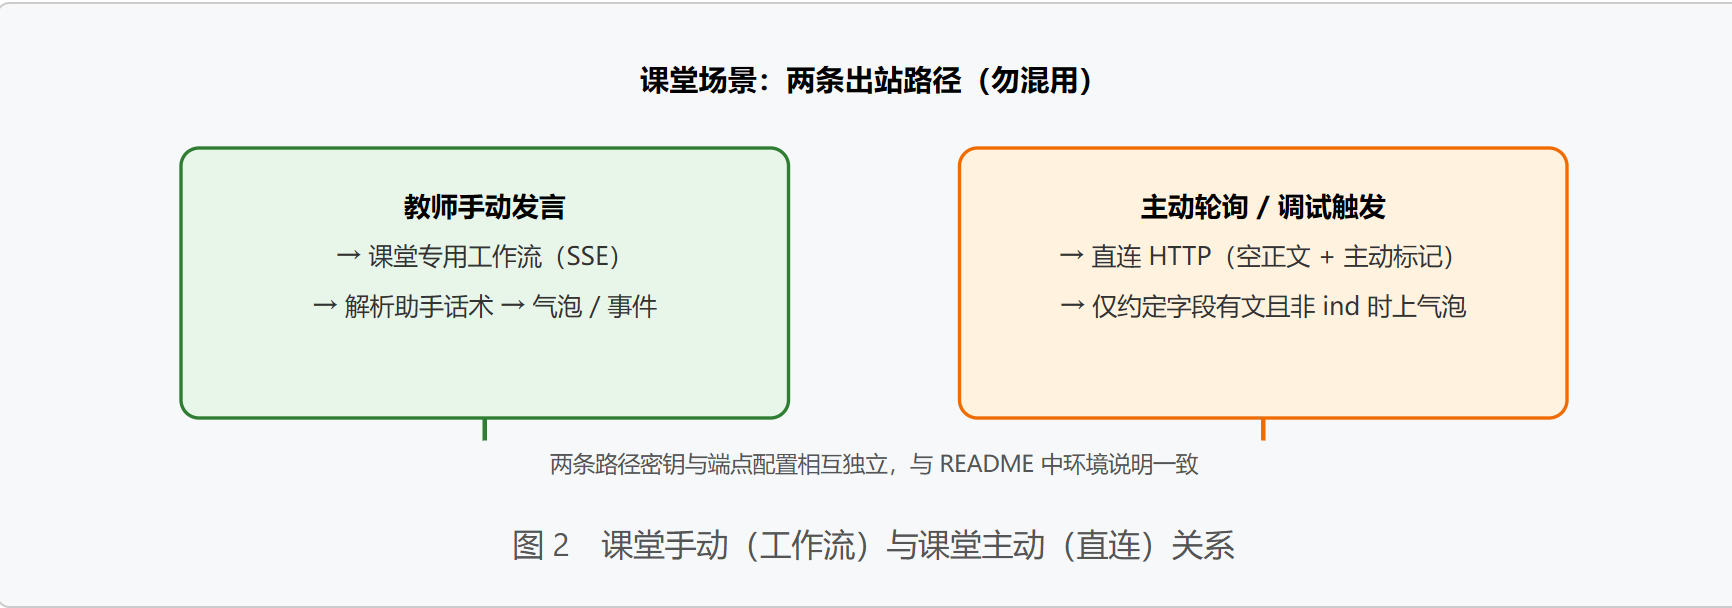 课堂场景：两条出站路径（勿混用）
教师手动发言
→ 课堂专用工作流（SSE）
→ 解析助手话术 → 气泡 / 事件
主动轮询 / 调试触发
→ 直连 HTTP（空正文 + 主动标记）
→ 仅约定字段有文且非 ind 时上气泡
两条路径密钥与端点配置相互独立，与 README 中环境说明一致
图 2　课堂手动（工作流）与课堂主动（直连）关系